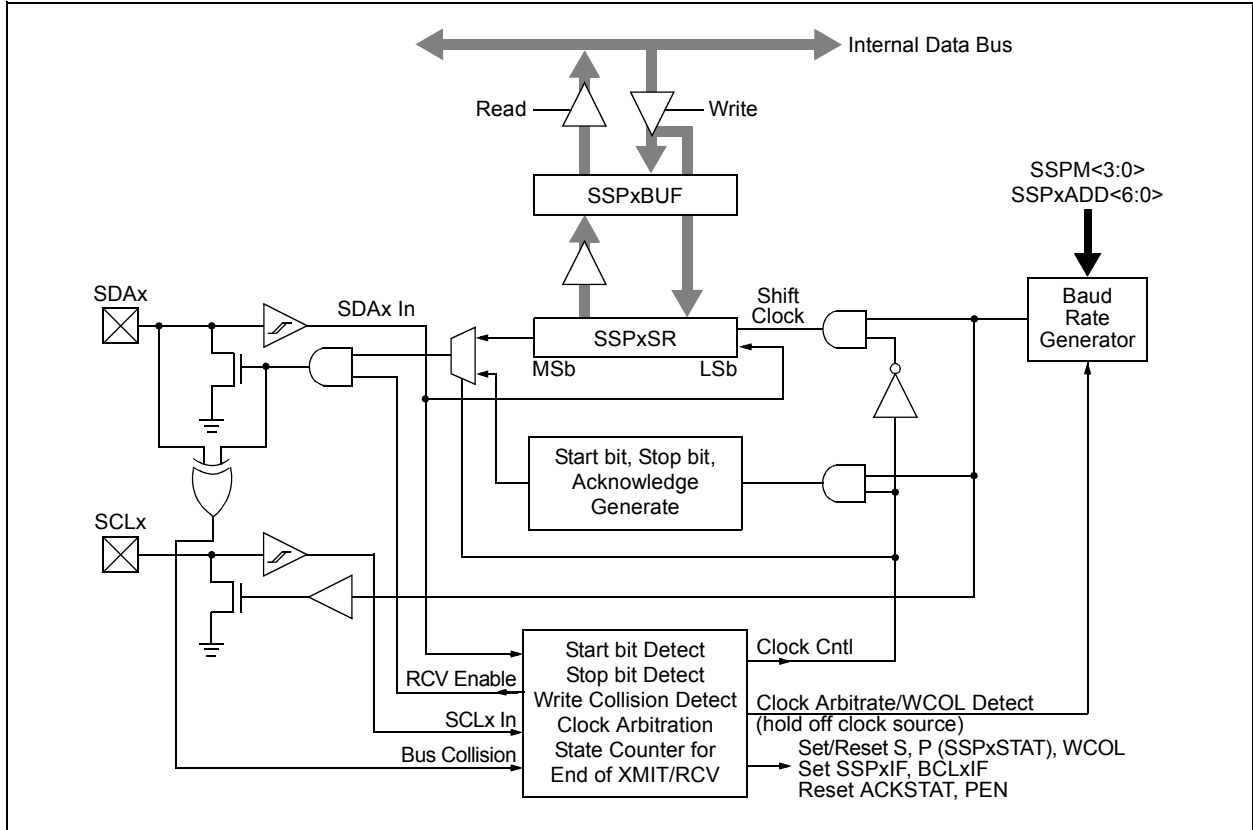 Internal Data Bus
Read
Write
SSPM<3:0>
SSPxADD<6:0>
SSPxBUF
SDAx
SDAx In
Shift
Clock
Baud
Rate
Generator
SSPxSR
MSb
LSb
Start bit, Stop bit,
Acknowledge
Generate
SCLx
Start bit Detect
Stop bit Detect
Write Collision Detect
Clock Arbitration
State Counter for
End of XMIT/RCV
RCV Enable
SCLx In
Bus Collision
Clock Cntl
Clock Arbitrate/WCOL Detect
(hold off clock source)
Set/Reset S, P (SSPxSTAT), WCOL
Set SSPxIF, BCLxIF
Reset ACKSTAT, PEN